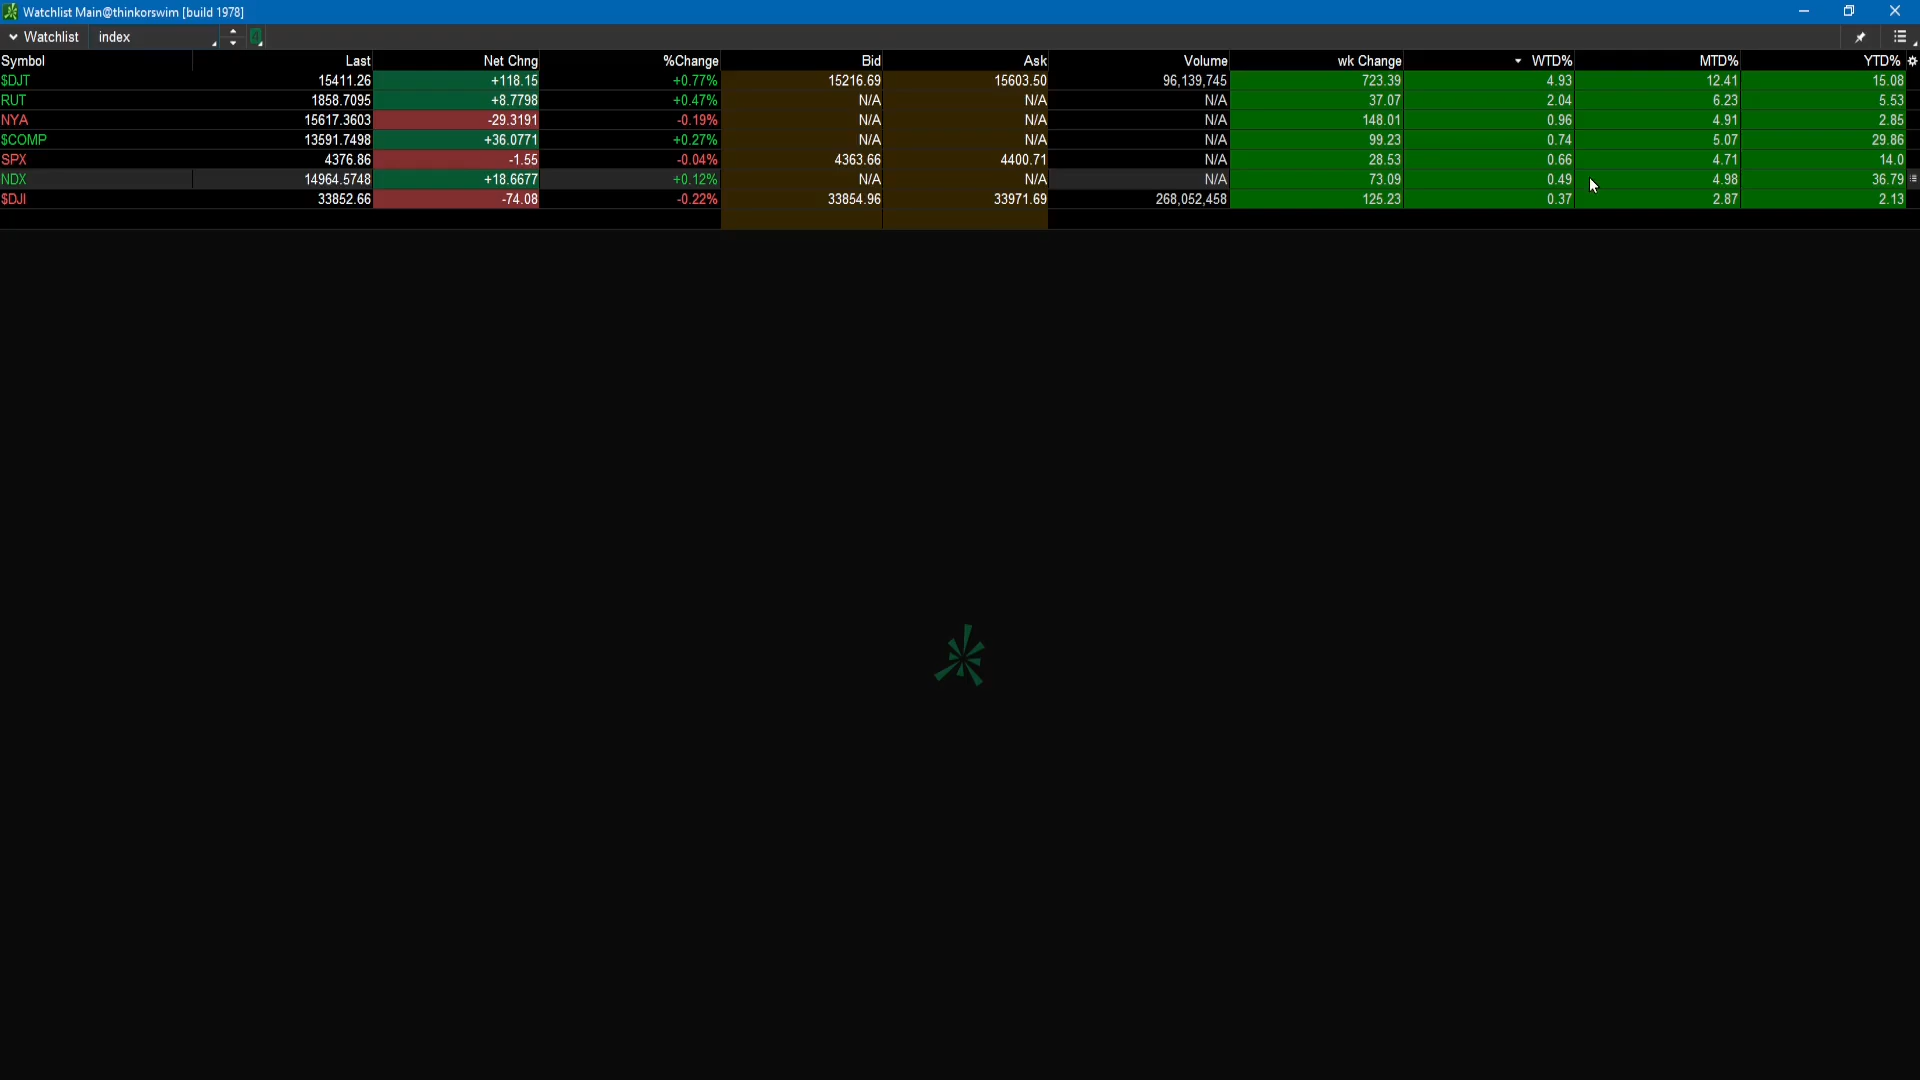 Watchlist Main@thinkorswim [build 1978]
Watchlist index
Symbol Last Net Chng %Change Bid Ask Volume wk Change WTD% MTD% YTD%
$DJT 15411.26 +118.15 +0.77% 15216.69 15603.50 96,139,745 723.39 4.93 12.41 15.08
RUT 1858.7095 +8.7798 +0.47% N/A N/A N/A 37.07 2.04 6.23 5.53
NYA 15617.3603 -29.3191 -0.19% N/A N/A N/A 148.01 0.96 4.91 2.85
$COMP 13591.7498 +36.0771 +0.27% N/A N/A N/A 99.23 0.74 5.07 29.86
SPX 4376.86 -1.55 -0.04% 4363.66 4400.71 N/A 28.53 0.66 4.71 14.0
NDX 14964.5748 +18.6677 +0.12% N/A N/A N/A 73.09 0.49 4.98 36.79
$DJI 33852.66 -74.08 -0.22% 33854.96 33971.69 268,052,458 125.23 0.37 2.87 2.13